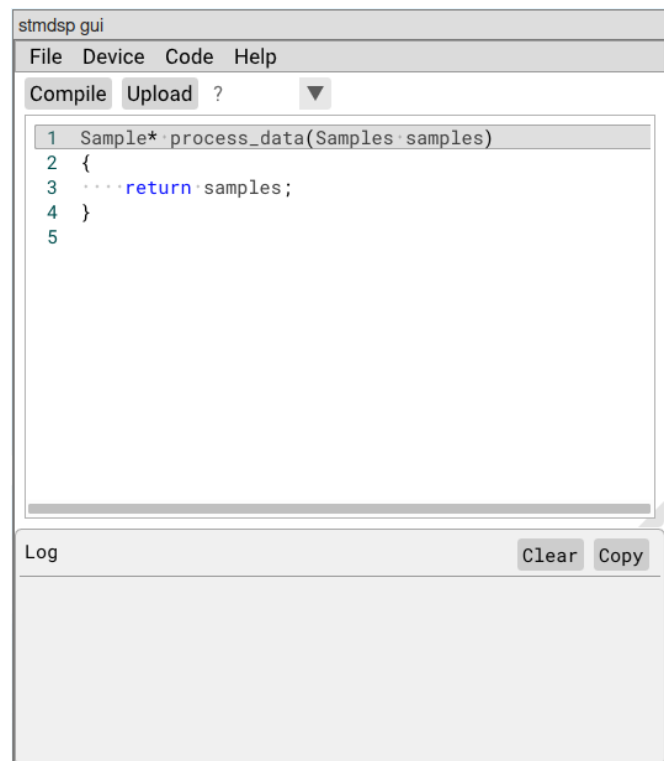 stmdsp gui
File Device Code Help
Compile Upload ? ▼
1 Sample*·process_data(Samples·samples)
2 {
3 ····return·samples;
4 }
5
Log Clear Copy